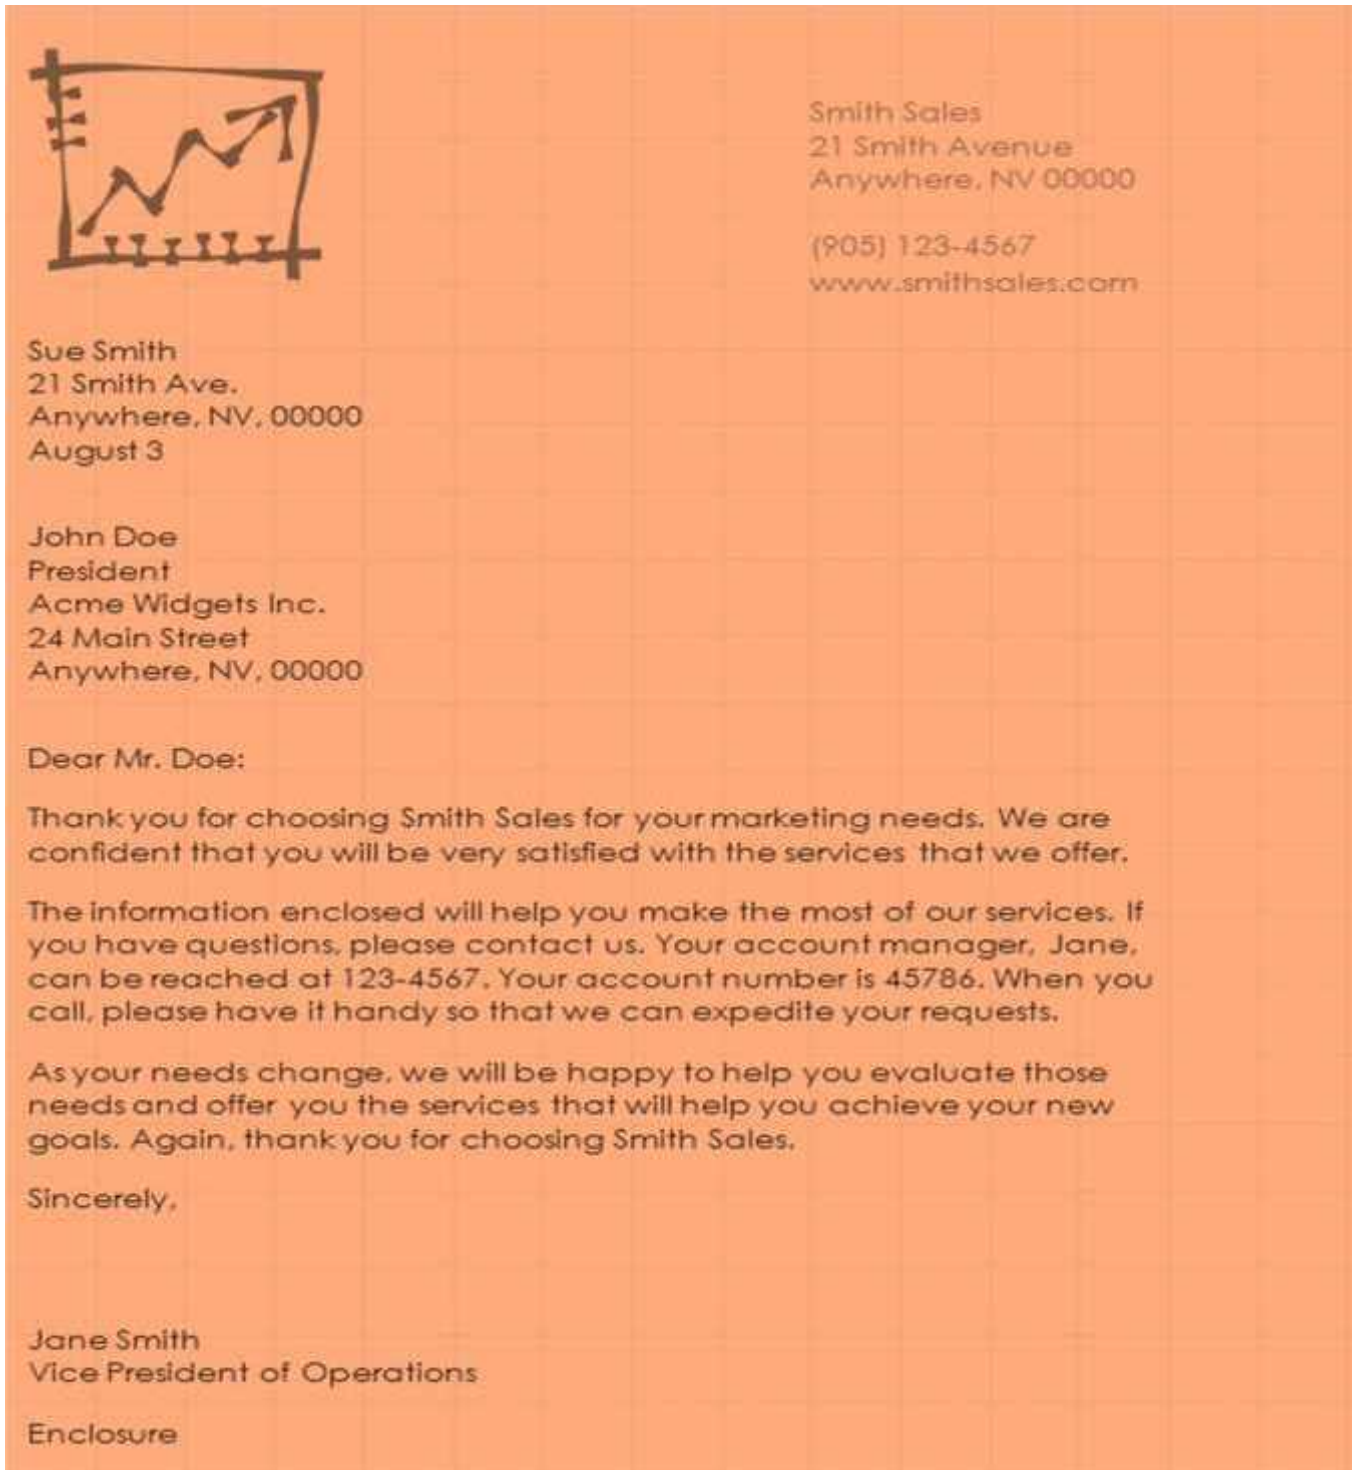 Smith Sales
21 Smith Avenue
Anywhere, NV 00000
(905) 123-4567
www.smithsales.com
Sue Smith
21 Smith Ave.
Anywhere, NV, 00000
August 3
John Doe
President
Acme Widgets Inc.
24 Main Street
Anywhere, NV, 00000
Dear Mr. Doe:
Thank you for choosing Smith Sales for your marketing needs. We are
confident that you will be very satisfied with the services that we offer.
The information enclosed will help you make the most of our services. If
you have questions, please contact us. Your account manager, Jane,
can be reached at 123-4567. Your account number is 45786. When you
call, please have it handy so that we can expedite your requests.
As your needs change, we will be happy to help you evaluate those
needs and offer you the services that will help you achieve your new
goals. Again, thank you for choosing Smith Sales.
Sincerely,
Jane Smith
Vice President of Operations
Enclosure